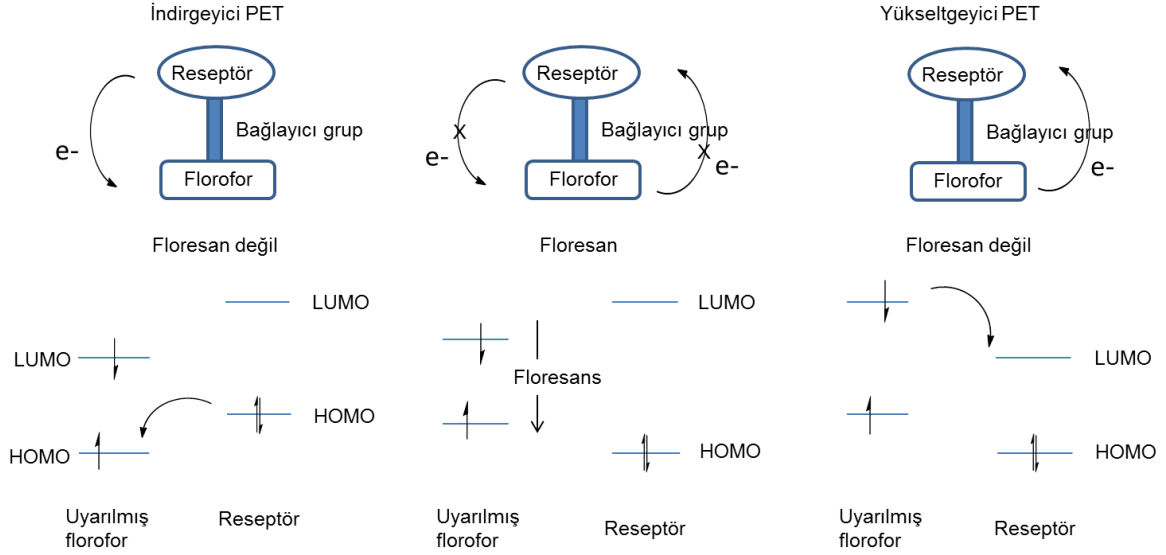 İndirgeyici PET
Yükseltgeyici PET
Reseptör
Reseptör
Reseptör
Bağlayıcı grup
Bağlayıcı grup
Bağlayıcı grup
e-
X
e-
X
e-
e-
Florofor
Florofor
Florofor
Floresan değil
Floresan
Floresan değil
LUMO
LUMO
LUMO
LUMO
Floresans
HOMO
HOMO
HOMO
HOMO
Uyarılmış
florofor
Reseptör
Uyarılmış
florofor
Reseptör
Uyarılmış
florofor
Reseptör